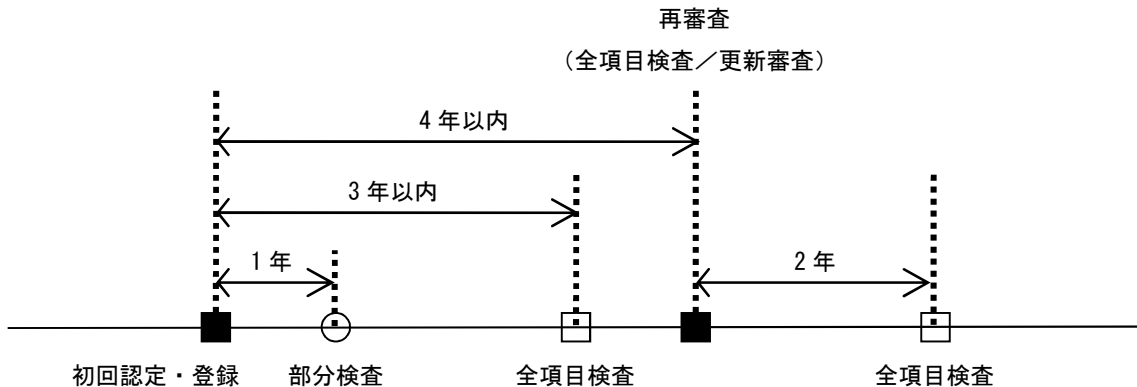 再審査
（全項目検査／更新審査）
4 年以内
3 年以内
1 年
2 年
初回認定・登録
部分検査
全項目検査
全項目検査